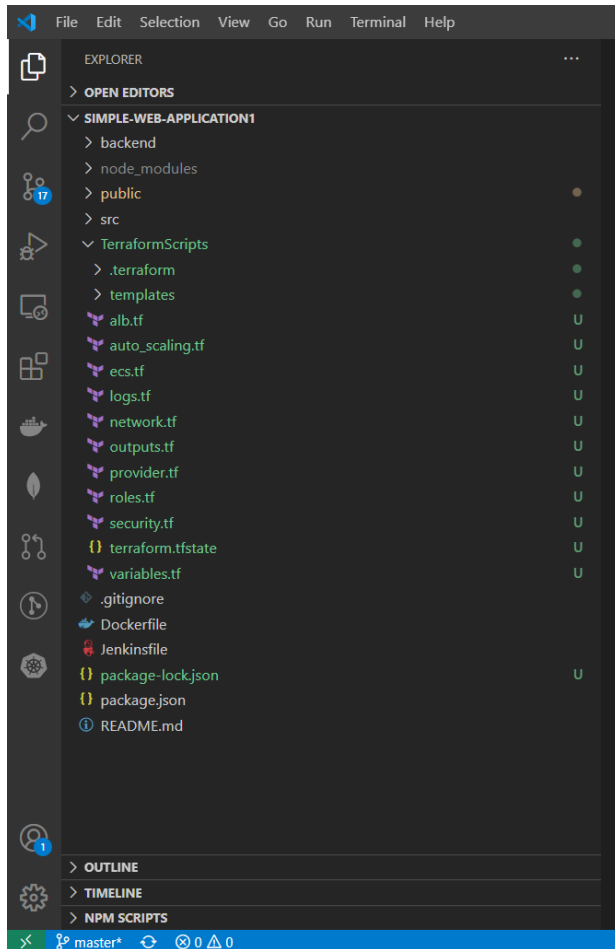 File Edit Selection View Go Run Terminal Help
EXPLORER
OPEN EDITORS
SIMPLE-WEB-APPLICATION1
backend
node_modules
17
public
src
TerraformScripts
.terraform
templates
alb.tf U
auto_scaling.tf U
ecs.tf U
logs.tf U
network.tf U
outputs.tf U
provider.tf U
roles.tf U
security.tf U
{} terraform.tfstate U
variables.tf U
.gitignore
Dockerfile
Jenkinsfile
{} package-lock.json U
{} package.json
README.md
1
OUTLINE
TIMELINE
NPM SCRIPTS
master* 0 0